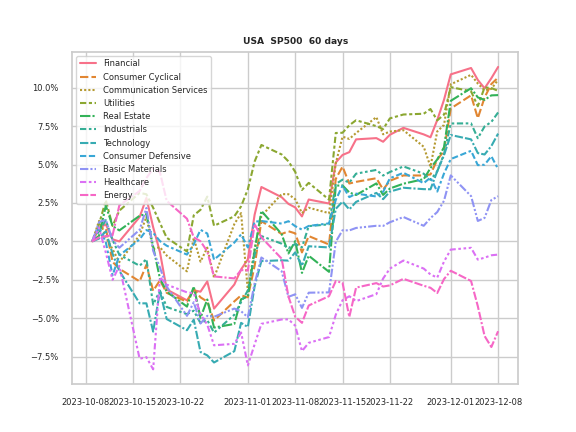 USA  SP500  60 days
Financial
Consumer Cyclical
Communication Services
Utilities
Real Estate
Industrials
Technology
Consumer Defensive
Basic Materials
Healthcare
Energy
10.0%
7.5%
5.0%
2.5%
0.0%
−2.5%
−5.0%
−7.5%
2023-10-08 2023-10-15 2023-10-22 2023-11-01 2023-11-08 2023-11-15 2023-11-22 2023-12-01 2023-12-08